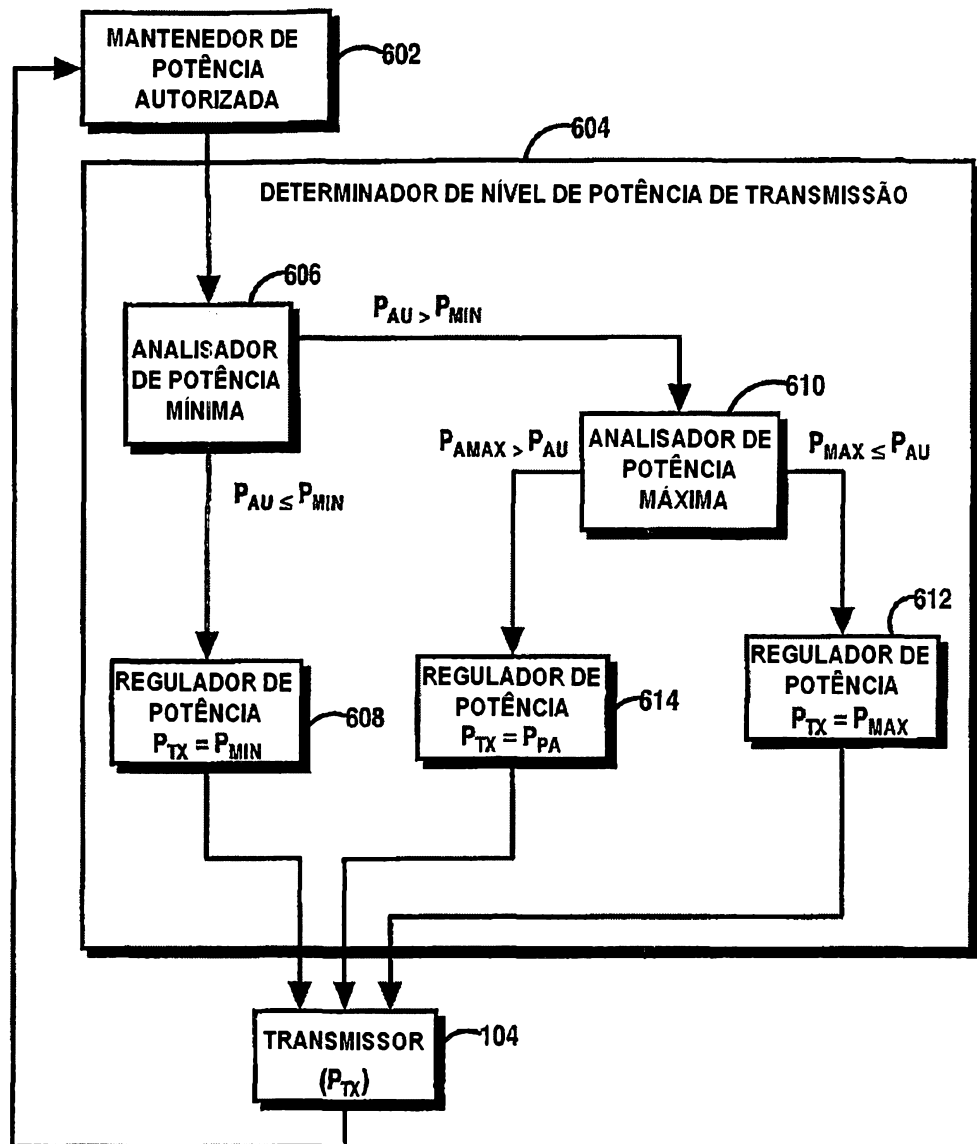 MANTENEDOR DE
POTÊNCIA
AUTORIZADA
602
604
DETERMINADOR DE NÍVEL DE POTÊNCIA DE TRANSMISSÃO
606
ANALISADOR
DE POTÊNCIA
MÍNIMA
P_AU > P_MIN
610
ANALISADOR DE
POTÊNCIA
MÁXIMA
P_AMAX > P_AU
P_MAX ≤ P_AU
P_AU ≤ P_MIN
612
REGULADOR DE
POTÊNCIA
P_TX = P_MIN
608
REGULADOR DE
POTÊNCIA
P_TX = P_PA
614
REGULADOR DE
POTÊNCIA
P_TX = P_MAX
TRANSMISSOR
(P_TX)
104